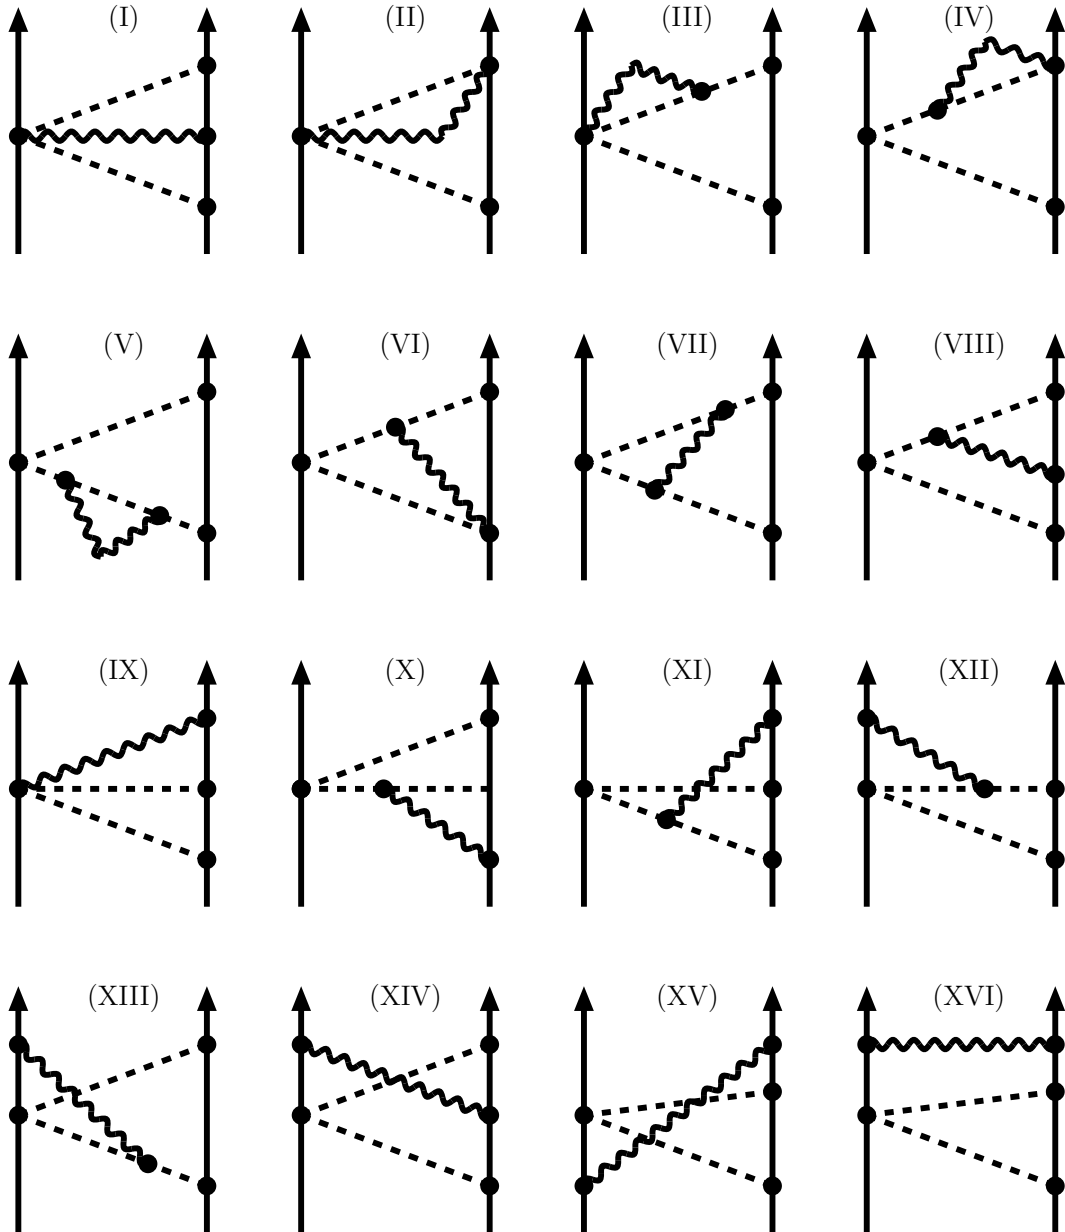 (I) (II) (III) (IV)
(V) (VI) (VII) (VIII)
(IX) (X) (XI) (XII)
(XIII) (XIV) (XV) (XVI)